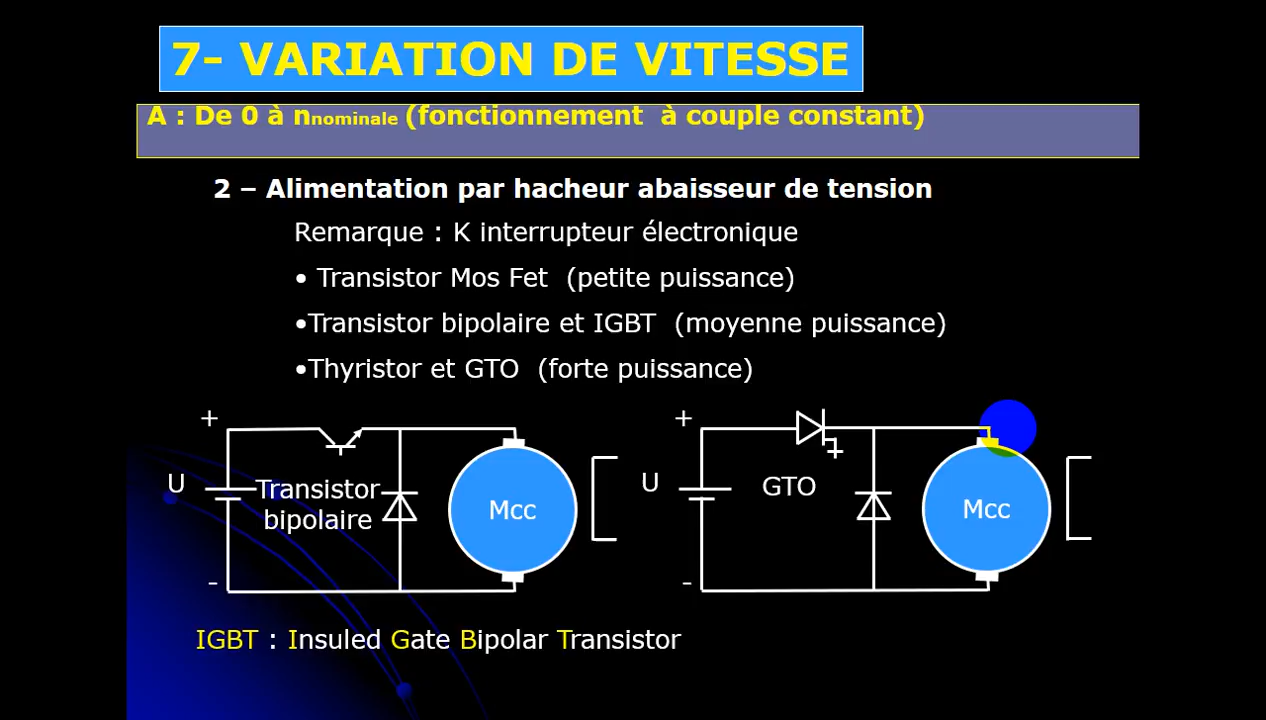 7- VARIATION DE VITESSE
A : De 0 à nnominale (fonctionnement à couple constant)
2 – Alimentation par hacheur abaisseur de tension
Remarque : K interrupteur électronique
• Transistor Mos Fet (petite puissance)
•Transistor bipolaire et IGBT (moyenne puissance)
•Thyristor et GTO (forte puissance)
+
U
-
Transistor
bipolaire
Mcc
+
U
-
GTO
Mcc
IGBT : Insuled Gate Bipolar Transistor